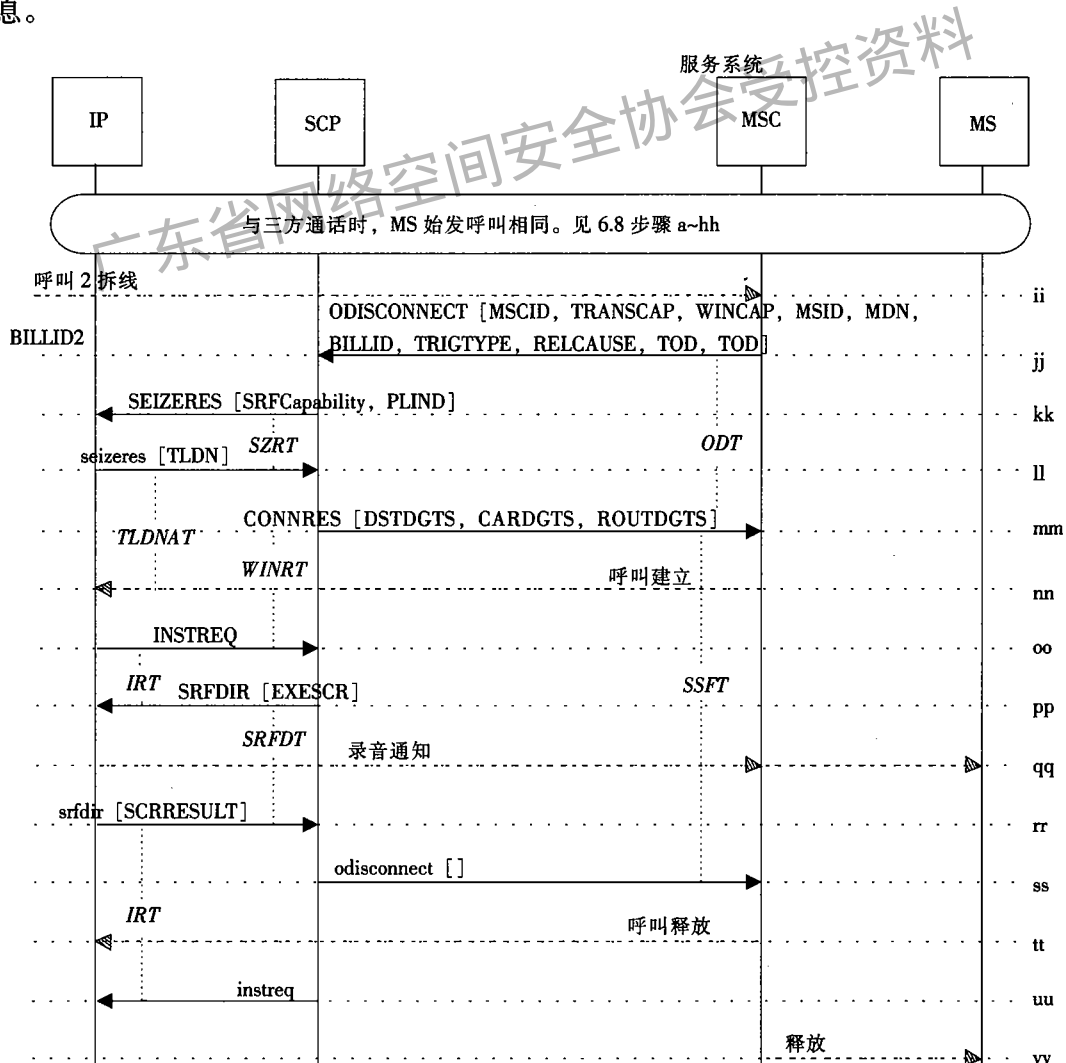 息。
服务系统
IP
SCP
MSC
MS
广东省网络空间安全协会受控资料
与三方通话时，MS 始发呼叫相同。见 6.8 步骤 a~hh
呼叫 2 拆线
ii
ODISCONNECT [MSCID, TRANSCAP, WINCAP, MSID, MDN,
BILLID2
BILLID, TRIGTYPE, RELCAUSE, TOD, TOD]
jj
SEIZERES [SRFCapability, PLIND]
kk
SZRT
ODT
seizeres [TLDN]
ll
CONNRES [DSTDGTS, CARDGTS, ROUTDGTS]
mm
TLDNAT
WINRT
呼叫建立
nn
INSTREQ
oo
IRT
SRFDIR [EXESCR]
SSFT
pp
SRFDT
录音通知
qq
srfdir [SCRRESULT]
rr
odisconnect []
ss
IRT
呼叫释放
tt
instreq
uu
释放
vv